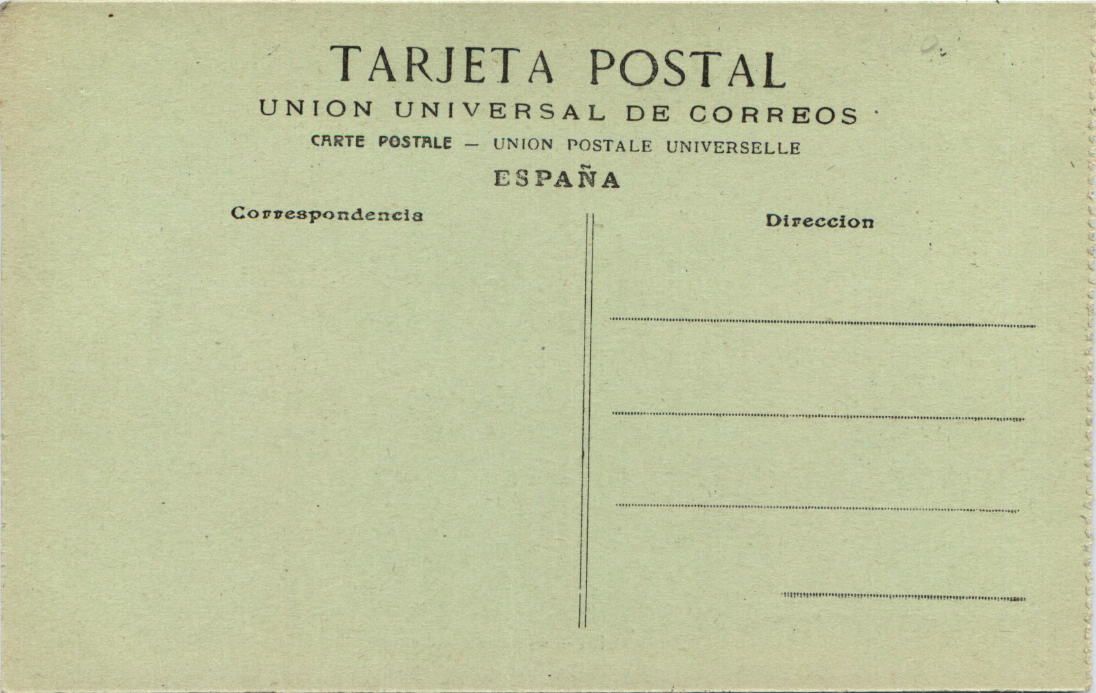 TARJETA POSTAL
UNION UNIVERSAL DE CORREOS
CARTE POSTALE — UNION POSTALE UNIVERSELLE
ESPAÑA
Correspondencia
Direccion